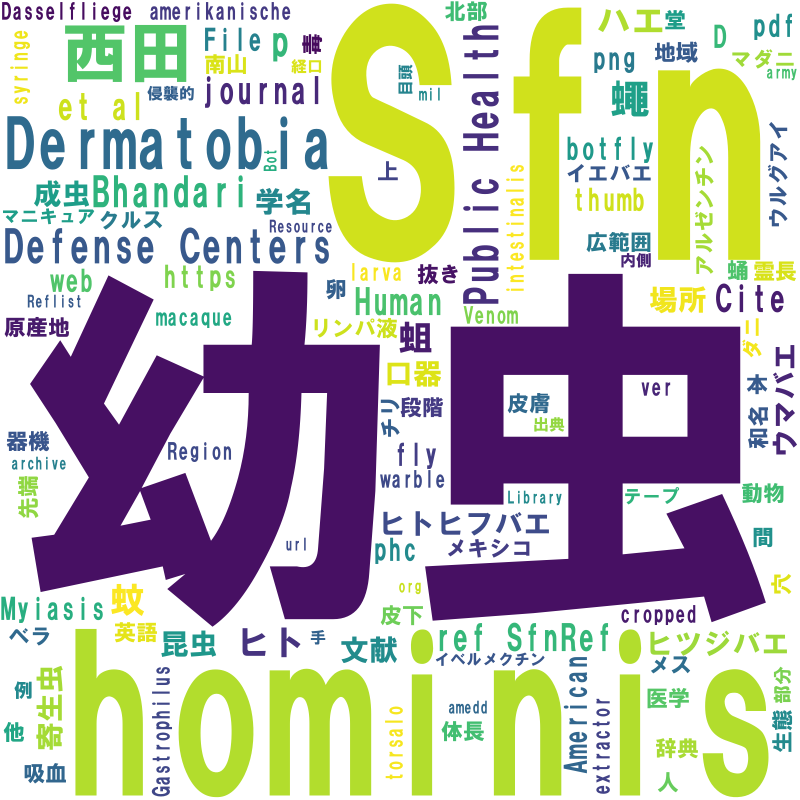 Dasselfliege
amerikanische
北部
ハエ
堂
pdf
syringe
西田
File
p
毒
Sfn
Public Health
png
地域
D
マダニ
army
南山
経口
目頭
mil
et al
侵襲的
journal
蠅
Dermatobia
Bot
上
botfly
イエバエ
ウルグアイ
アルゼンチン
成虫
Bhandari
学名
intestinalis
thumb
マニキュア
クルス
Resource
広範囲
内側
Defense Centers
web
https
卵
larva
抜き
蛹
霊長
Reflist
Human
Venom
場所
Cite
原産地
macaque
リンパ液
蛆
ダニ
幼虫
口器
ver
ウマバエ
皮膚
本
和名
チリ
段階
出典
器機
Region
fly
archive
warble
Library
テープ
動物
先端
ヒトヒフバエ
間
url
phc
メキシコ
org
穴
Myiasis
蚊
皮下
cropped
ベラ
英語
昆虫
ヒト
手
文献
ref SfnRef
ヒツジバエ
hominis
イベルメクチン
メス
例
寄生虫
Gastrophilus
torsalo
amedd
American
extractor
医学
部分
生態
他
体長
辞典
吸血
人